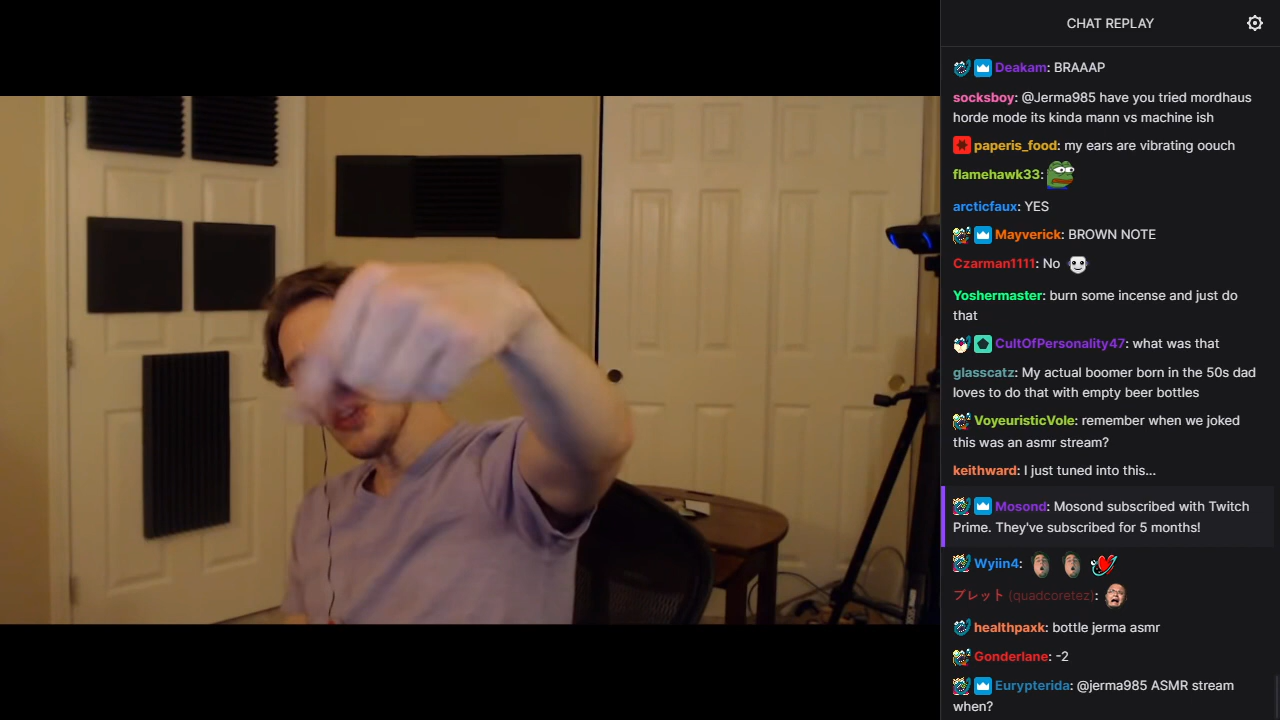 CHAT REPLAY
Deakam: BRAAAP
socksboy: @Jerma985 have you tried mordhaus
horde mode its kinda mann vs machine ish
paperis_food: my ears are vibrating oouch
flamehawk33:
arcticfaux: YES
Mayverick: BROWN NOTE
Czarman1111: No
Yoshermaster: burn some incense and just do
that
CultOfPersonality47: what was that
glasscatz: My actual boomer born in the 50s dad
loves to do that with empty beer bottles
VoyeuristicVole: remember when we joked
this was an asmr stream?
keithward: I just tuned into this...
Mosond: Mosond subscribed with Twitch
Prime. They've subscribed for 5 months!
Wyiin4:
ブレット (quadcoretez):
healthpaxk: bottle jerma asmr
Gonderlane: -2
Eurypterida: @jerma985 ASMR stream
when?